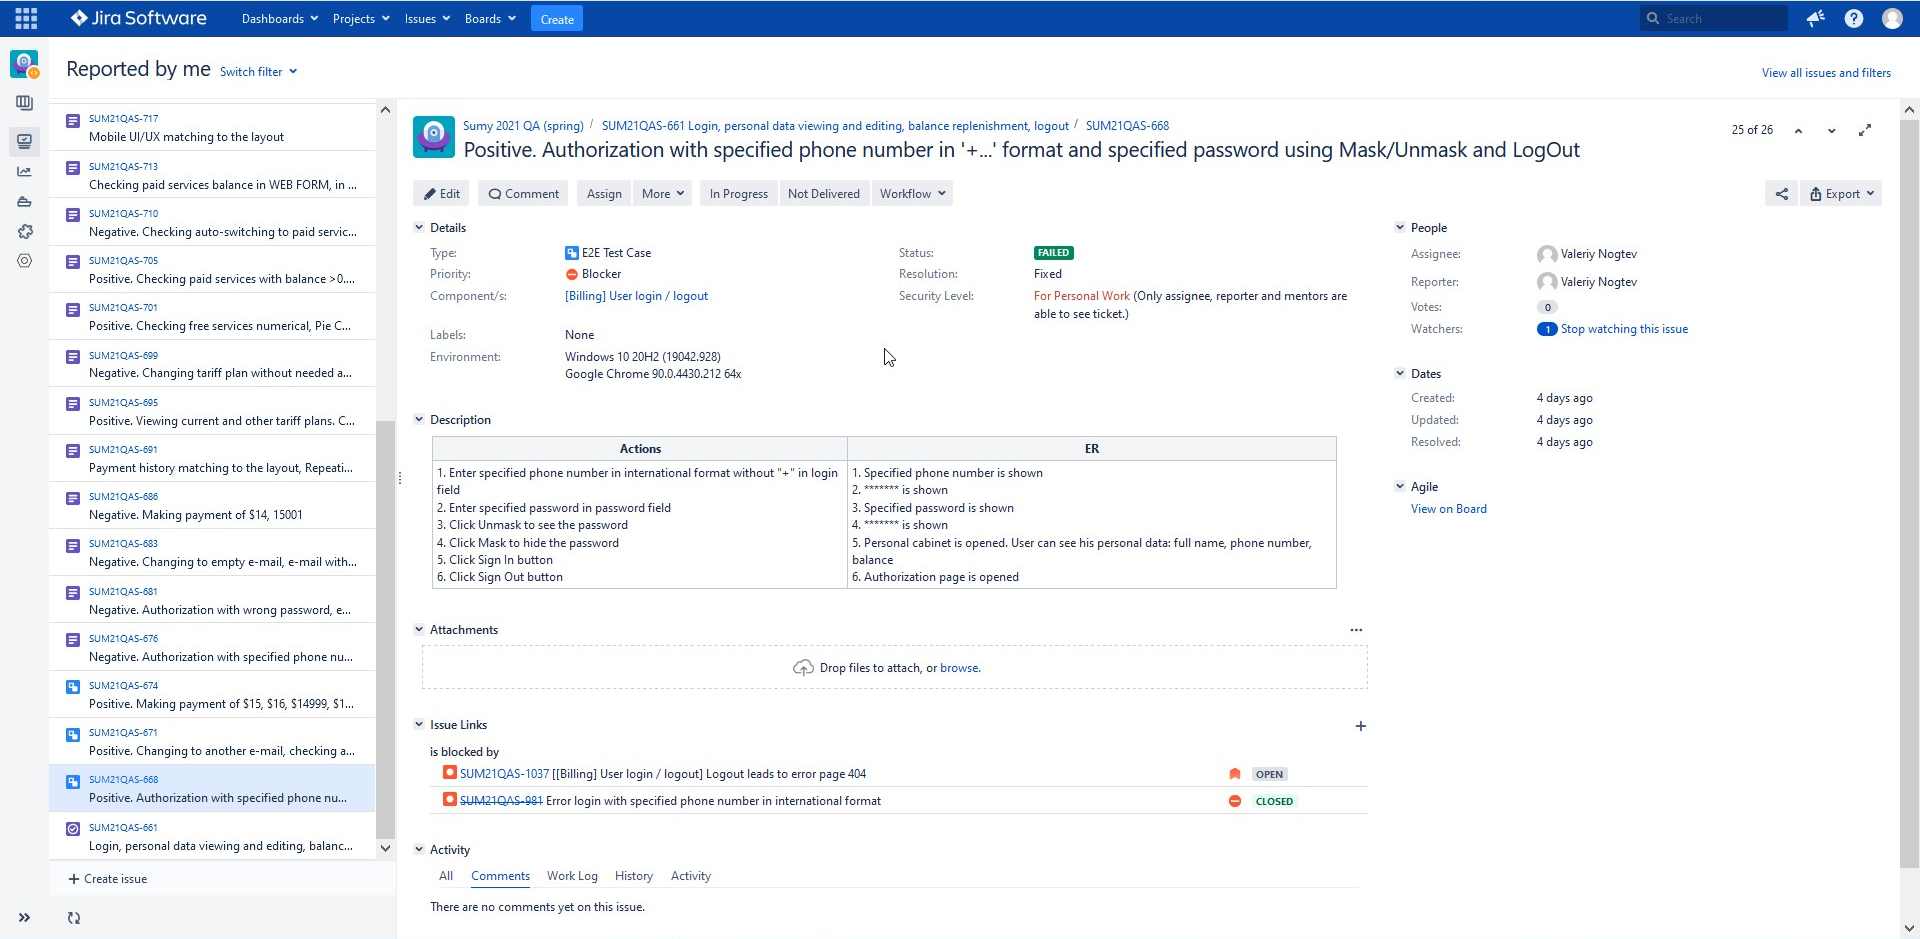 Jira Software Dashboards Projects Issues Boards Create Search
Reported by me Switch filter View all issues and filters
SUM21QAS-717
Mobile UI/UX matching to the layout
SUM21QAS-713
Checking paid services balance in WEB FORM, in ...
SUM21QAS-710
Negative. Checking auto-switching to paid servic...
SUM21QAS-705
Positive. Checking paid services with balance >0....
SUM21QAS-701
Positive. Checking free services numerical, Pie C...
SUM21QAS-699
Negative. Changing tariff plan without needed a...
SUM21QAS-695
Positive. Viewing current and other tariff plans. C...
SUM21QAS-691
Payment history matching to the layout, Repeati...
SUM21QAS-686
Negative. Making payment of $14, 15001
SUM21QAS-683
Negative. Changing to empty e-mail, e-mail with...
SUM21QAS-681
Negative. Authorization with wrong password, e...
SUM21QAS-676
Negative. Authorization with specified phone nu...
SUM21QAS-674
Positive. Making payment of $15, $16, $14999, $1...
SUM21QAS-671
Positive. Changing to another e-mail, checking a...
SUM21QAS-668
Positive. Authorization with specified phone nu...
SUM21QAS-661
Login, personal data viewing and editing, balanc...
+ Create issue
Sumy 2021 QA (spring) / SUM21QAS-661 Login, personal data viewing and editing, balance replenishment, logout / SUM21QAS-668
25 of 26
Positive. Authorization with specified phone number in '+...' format and specified password using Mask/Unmask and LogOut
Edit Comment Assign More In Progress Not Delivered Workflow Export
Details
Type: E2E Test Case
Priority: Blocker
Component/s: [Billing] User login / logout
Labels: None
Environment: Windows 10 20H2 (19042.928)
Google Chrome 90.0.4430.212 64x
Status: FAILED
Resolution: Fixed
Security Level: For Personal Work (Only assignee, reporter and mentors are
able to see ticket.)
Description
Actions
1. Enter specified phone number in international format without "+" in login
field
2. Enter specified password in password field
3. Click Unmask to see the password
4. Click Mask to hide the password
5. Click Sign In button
6. Click Sign Out button
ER
1. Specified phone number is shown
2. ******* is shown
3. Specified password is shown
4. ******* is shown
5. Personal cabinet is opened. User can see his personal data: full name, phone number,
balance
6. Authorization page is opened
Attachments
Drop files to attach, or browse.
Issue Links
is blocked by
SUM21QAS-1037 [[Billing] User login / logout] Logout leads to error page 404 OPEN
SUM21QAS-981 Error login with specified phone number in international format CLOSED
Activity
All Comments Work Log History Activity
There are no comments yet on this issue.
People
Assignee: Valeriy Nogtev
Reporter: Valeriy Nogtev
Votes: 0
Watchers: 1 Stop watching this issue
Dates
Created: 4 days ago
Updated: 4 days ago
Resolved: 4 days ago
Agile
View on Board